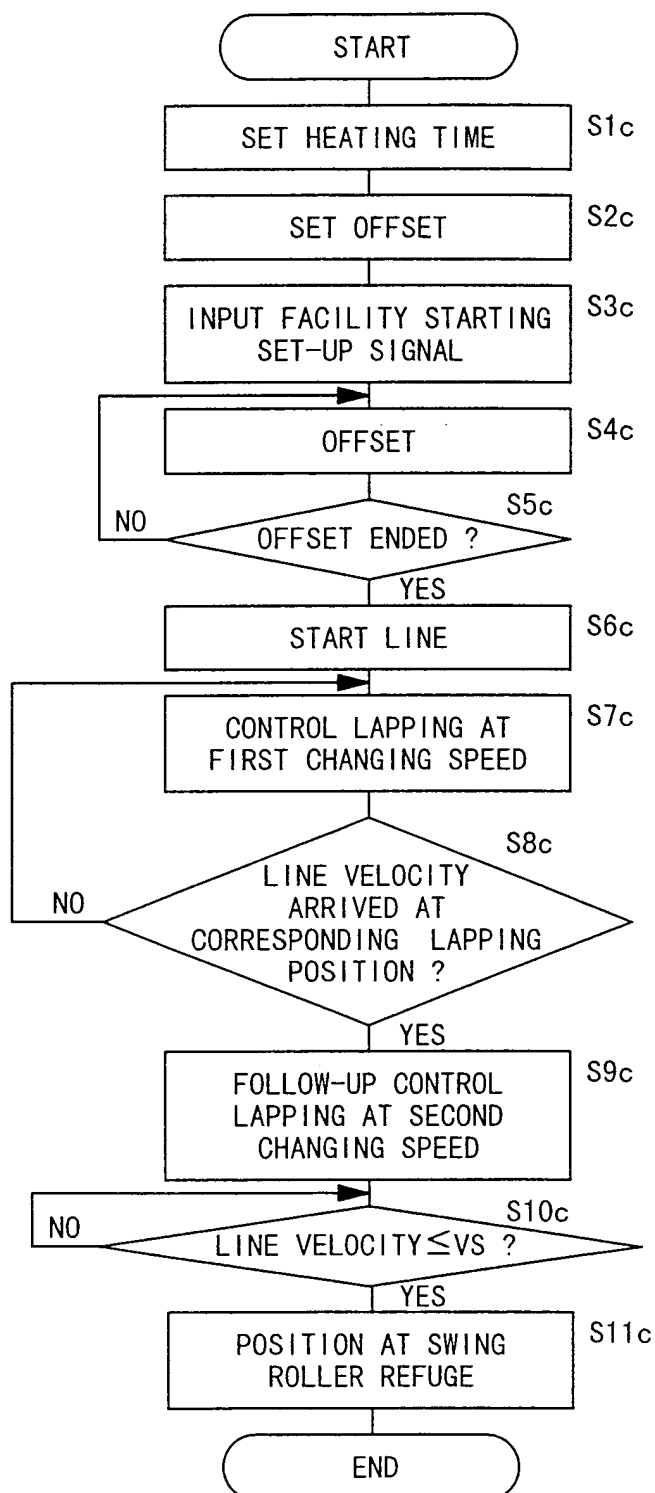 START
SET HEATING TIME
S1c
SET OFFSET
S2c
INPUT FACILITY STARTING
SET-UP SIGNAL
S3c
OFFSET
S4c
OFFSET ENDED ?
S5c
NO
YES
START LINE
S6c
CONTROL LAPPING AT
FIRST CHANGING SPEED
S7c
LINE VELOCITY
ARRIVED AT
CORRESPONDING LAPPING
POSITION ?
S8c
NO
YES
FOLLOW-UP CONTROL
LAPPING AT SECOND
CHANGING SPEED
S9c
LINE VELOCITY≦VS ?
S10c
NO
YES
POSITION AT SWING
ROLLER REFUGE
S11c
END